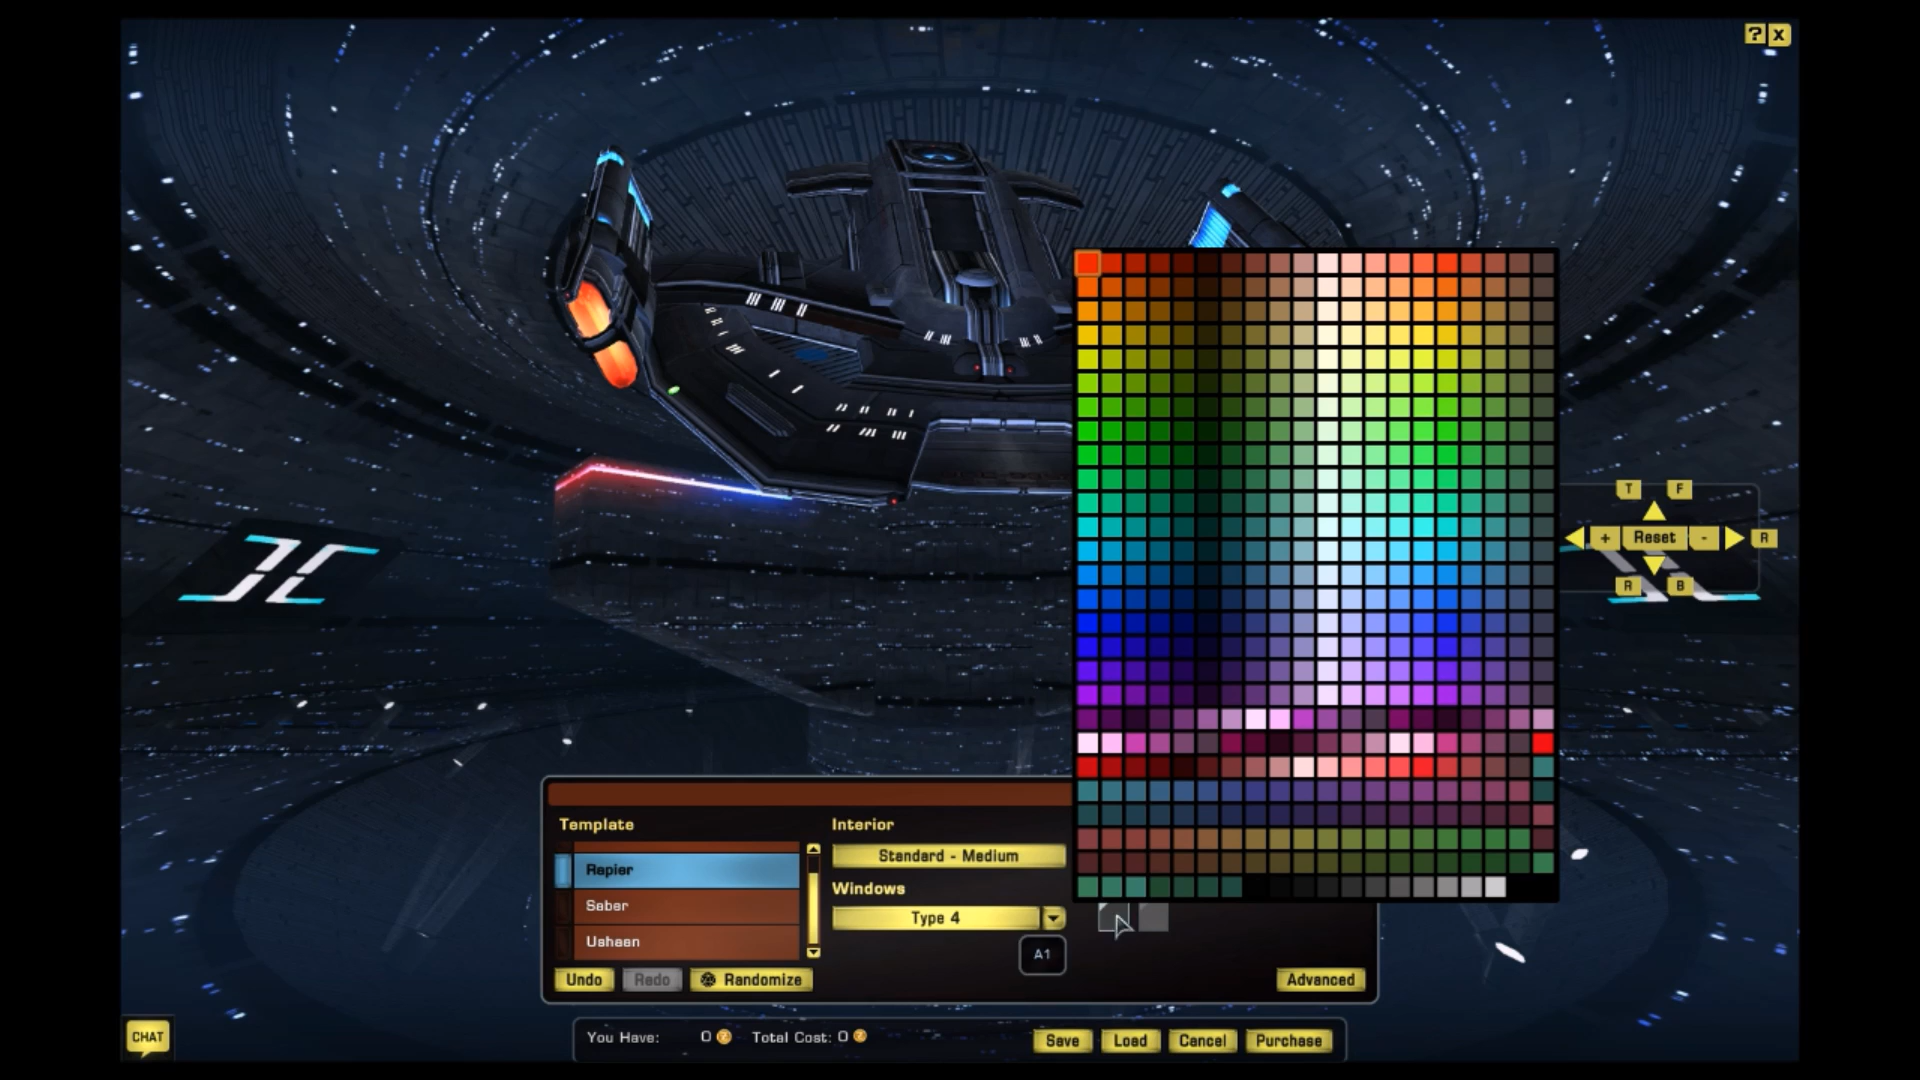 ? X
T F
+ Reset - R
R B
Template
Interior
Rapier
Standard - Medium
Windows
Saber
Type 4
Ushaan
A1
Undo
Redo
Randomize
Advanced
CHAT
You Have: 0 Total Cost: 0
Save
Load
Cancel
Purchase